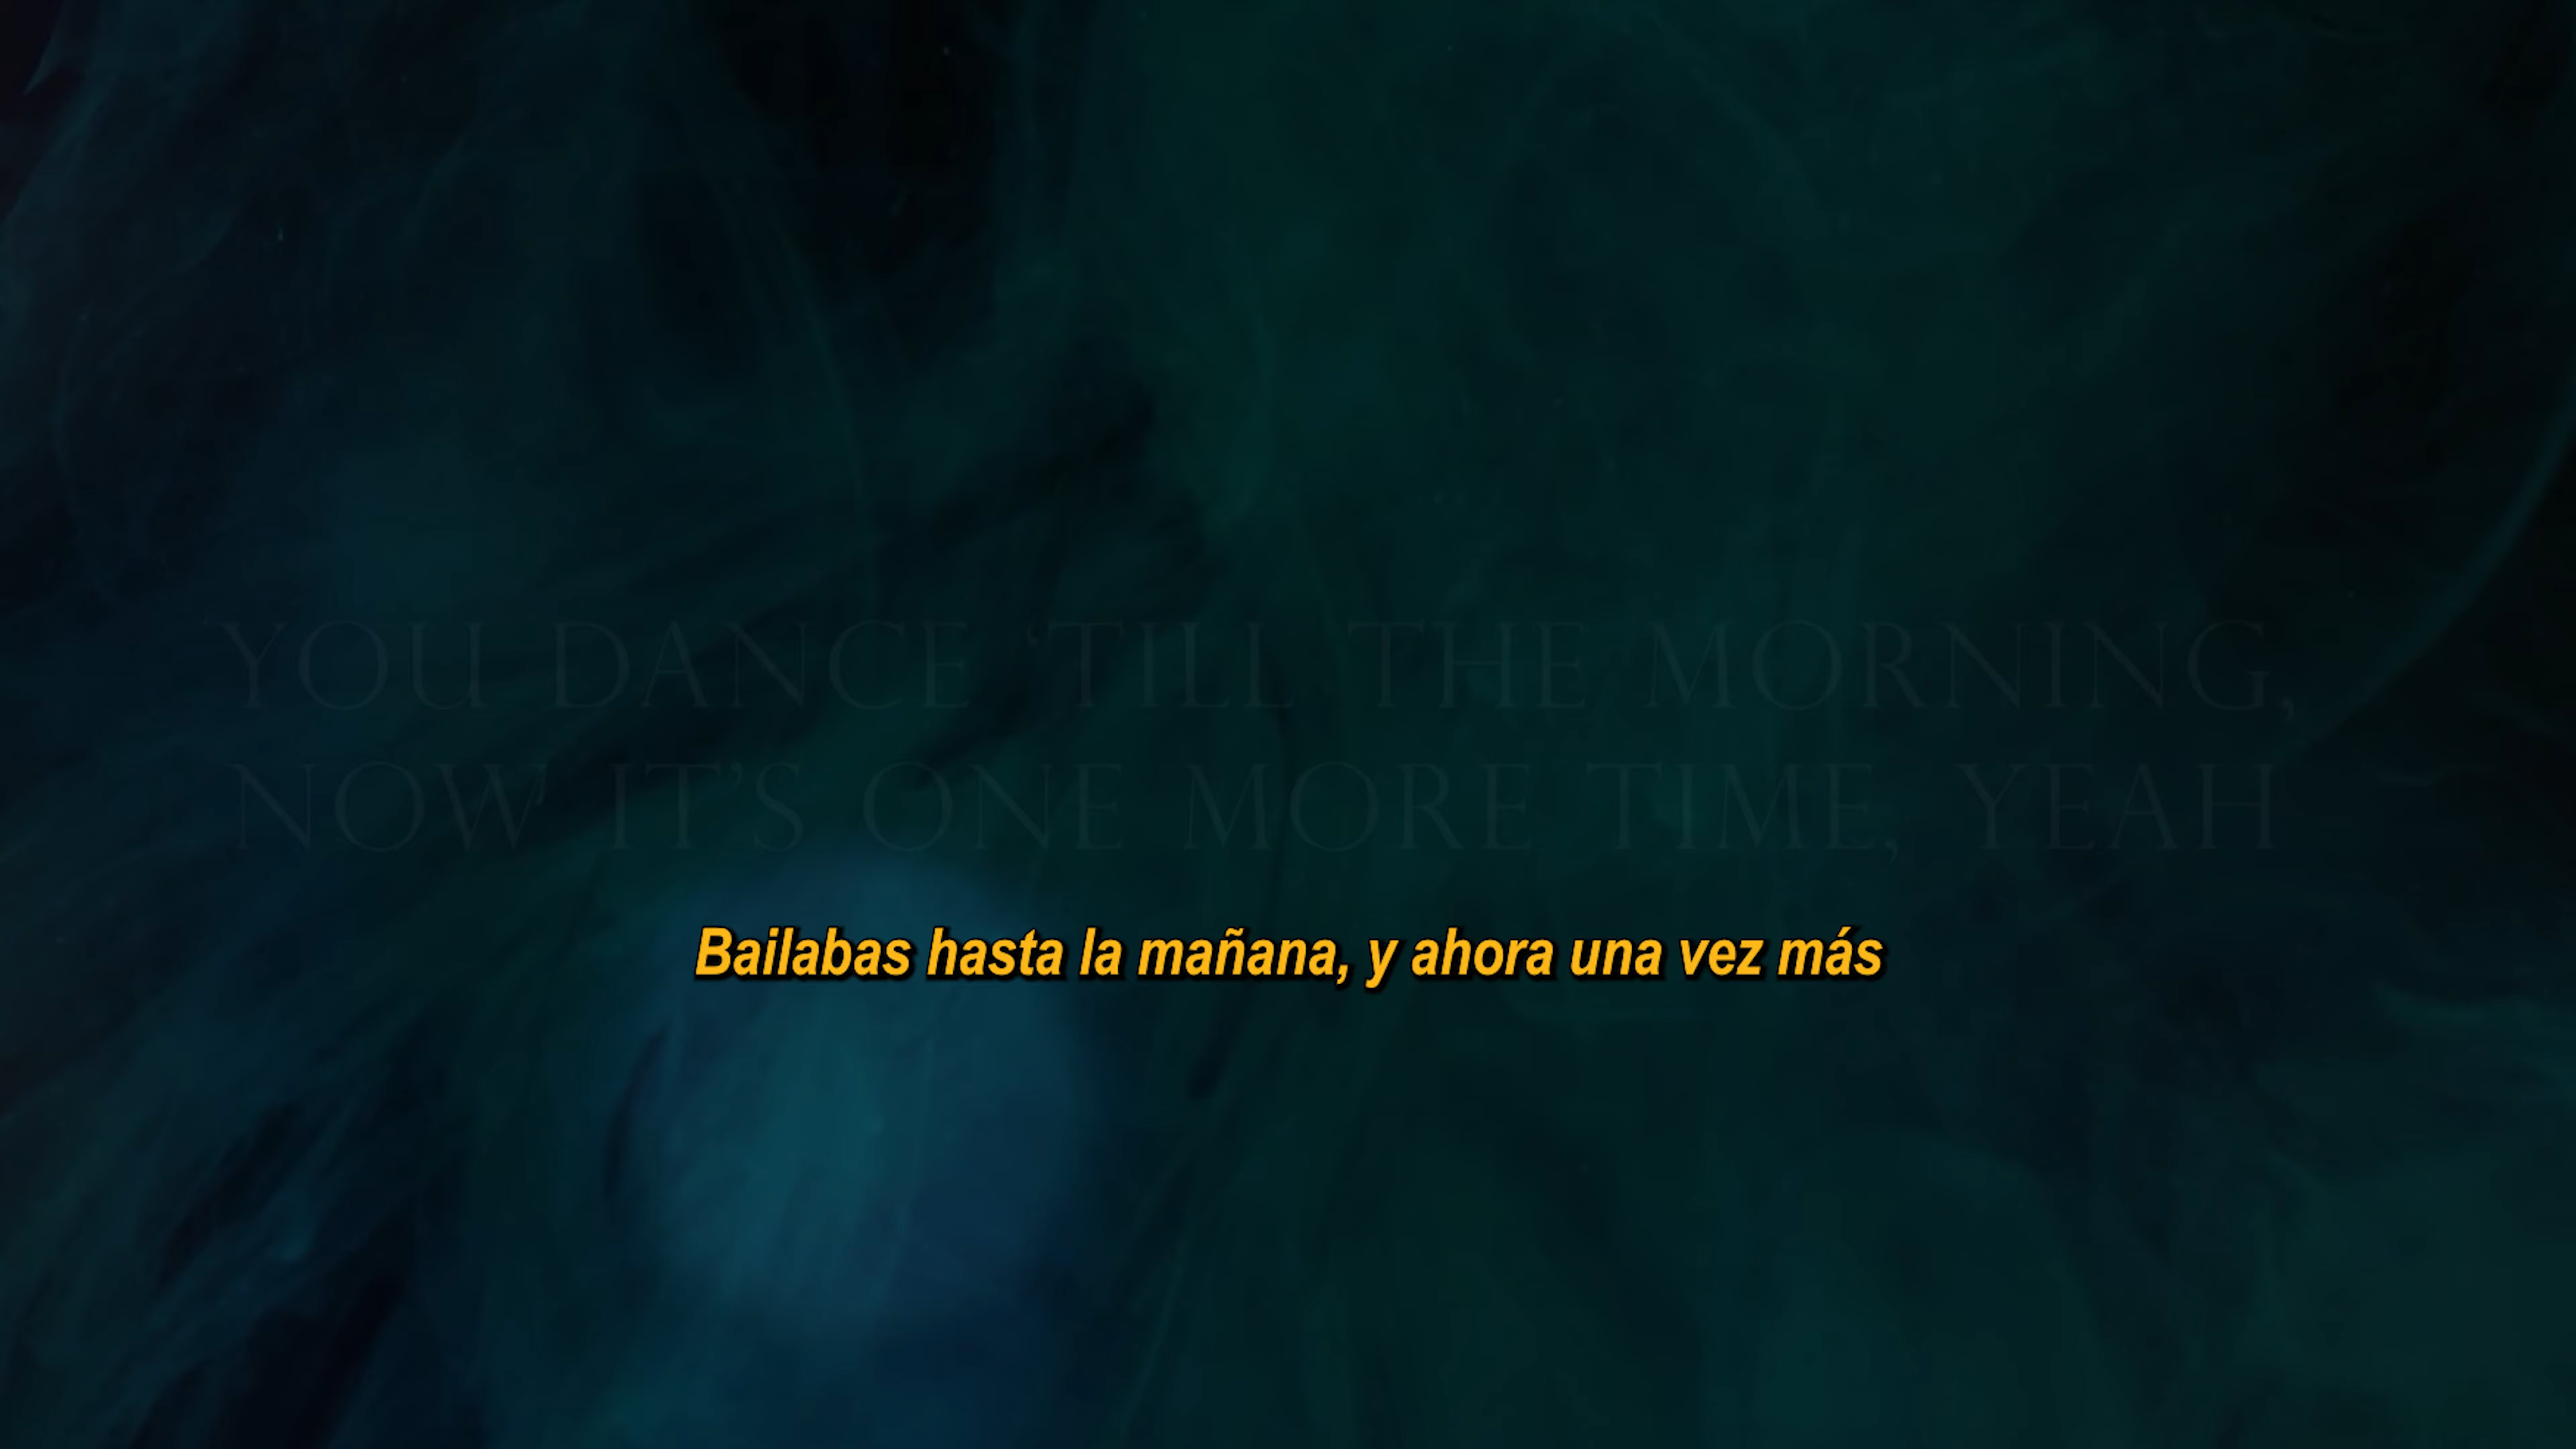 YOU DANCE ‘TILL THE MORNING,
NOW IT’S ONE MORE TIME, YEAH
Bailabas hasta la mañana, y ahora una vez más